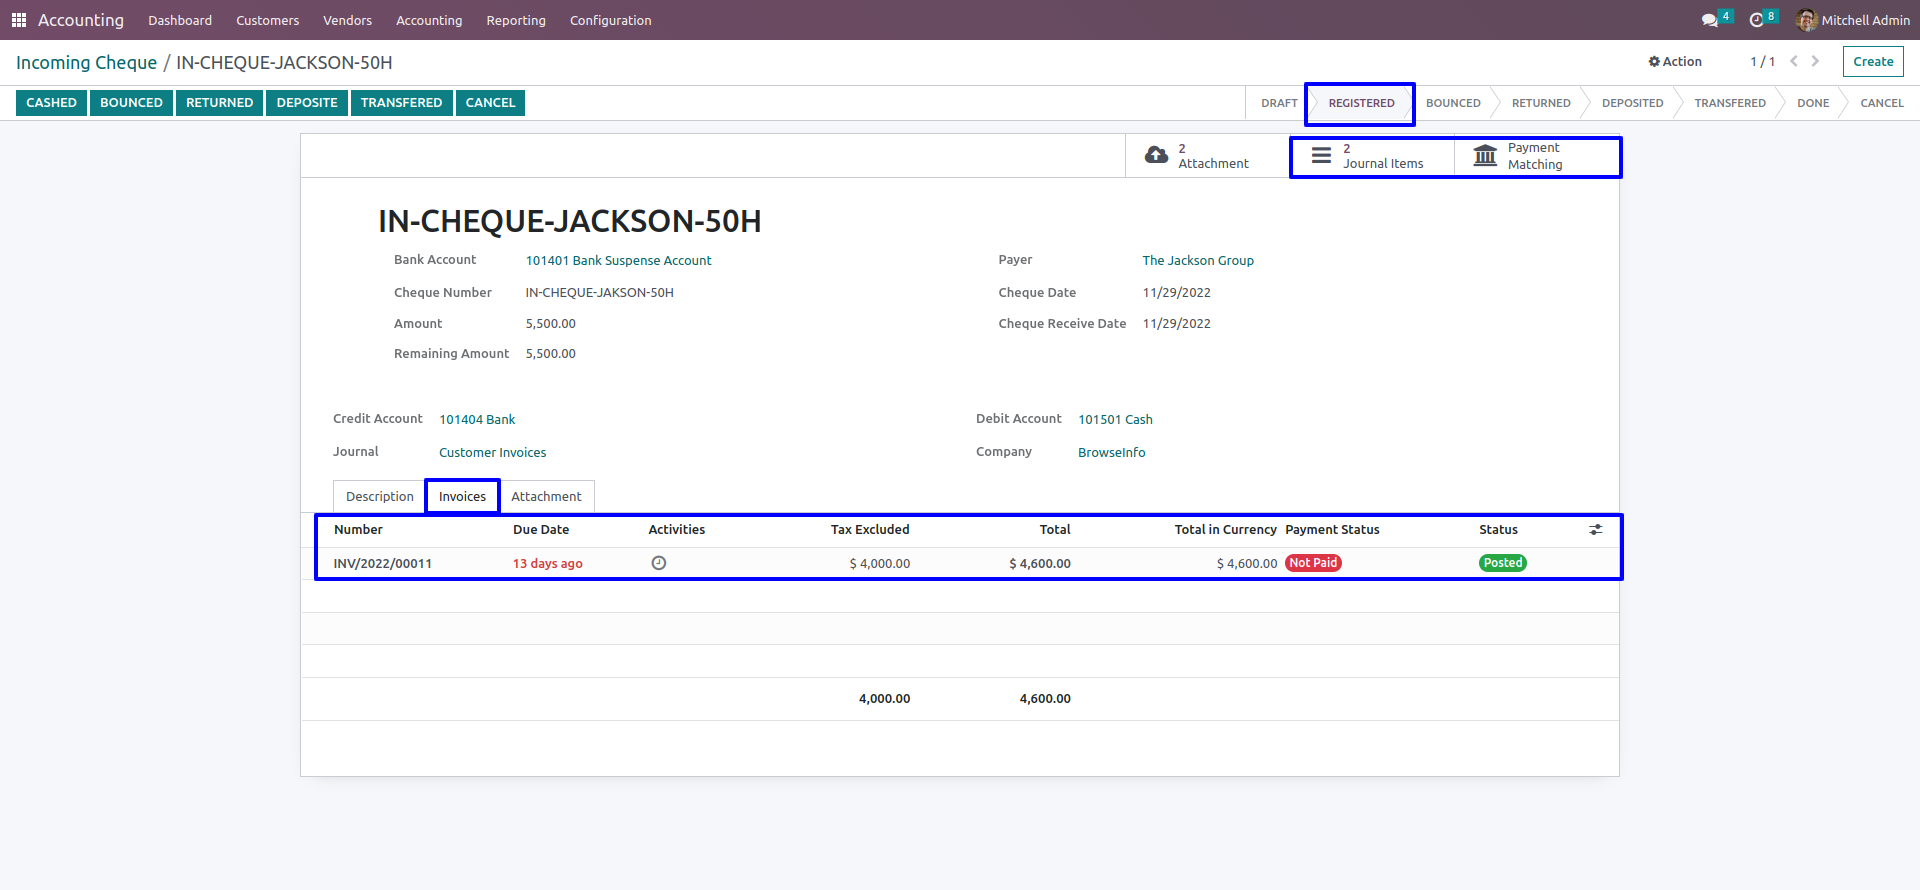 Accounting Dashboard Customers Vendors Accounting Reporting Configuration 4 8 Mitchell Admin
Incoming Cheque / IN-CHEQUE-JACKSON-50H Action 1 / 1 Create
CASHED BOUNCED RETURNED DEPOSITE TRANSFERED CANCEL DRAFT REGISTERED BOUNCED RETURNED DEPOSITED TRANSFERED DONE CANCEL
2 Attachment 2 Journal Items Payment Matching
IN-CHEQUE-JACKSON-50H
Bank Account 101401 Bank Suspense Account Payer The Jackson Group
Cheque Number IN-CHEQUE-JAKSON-50H Cheque Date 11/29/2022
Amount 5,500.00 Cheque Receive Date 11/29/2022
Remaining Amount 5,500.00
Credit Account 101404 Bank Debit Account 101501 Cash
Journal Customer Invoices Company BrowseInfo
Description Invoices Attachment
Number Due Date Activities Tax Excluded Total Total in Currency Payment Status Status
INV/2022/00011 13 days ago $ 4,000.00 $ 4,600.00 $ 4,600.00 Not Paid Posted
4,000.00 4,600.00